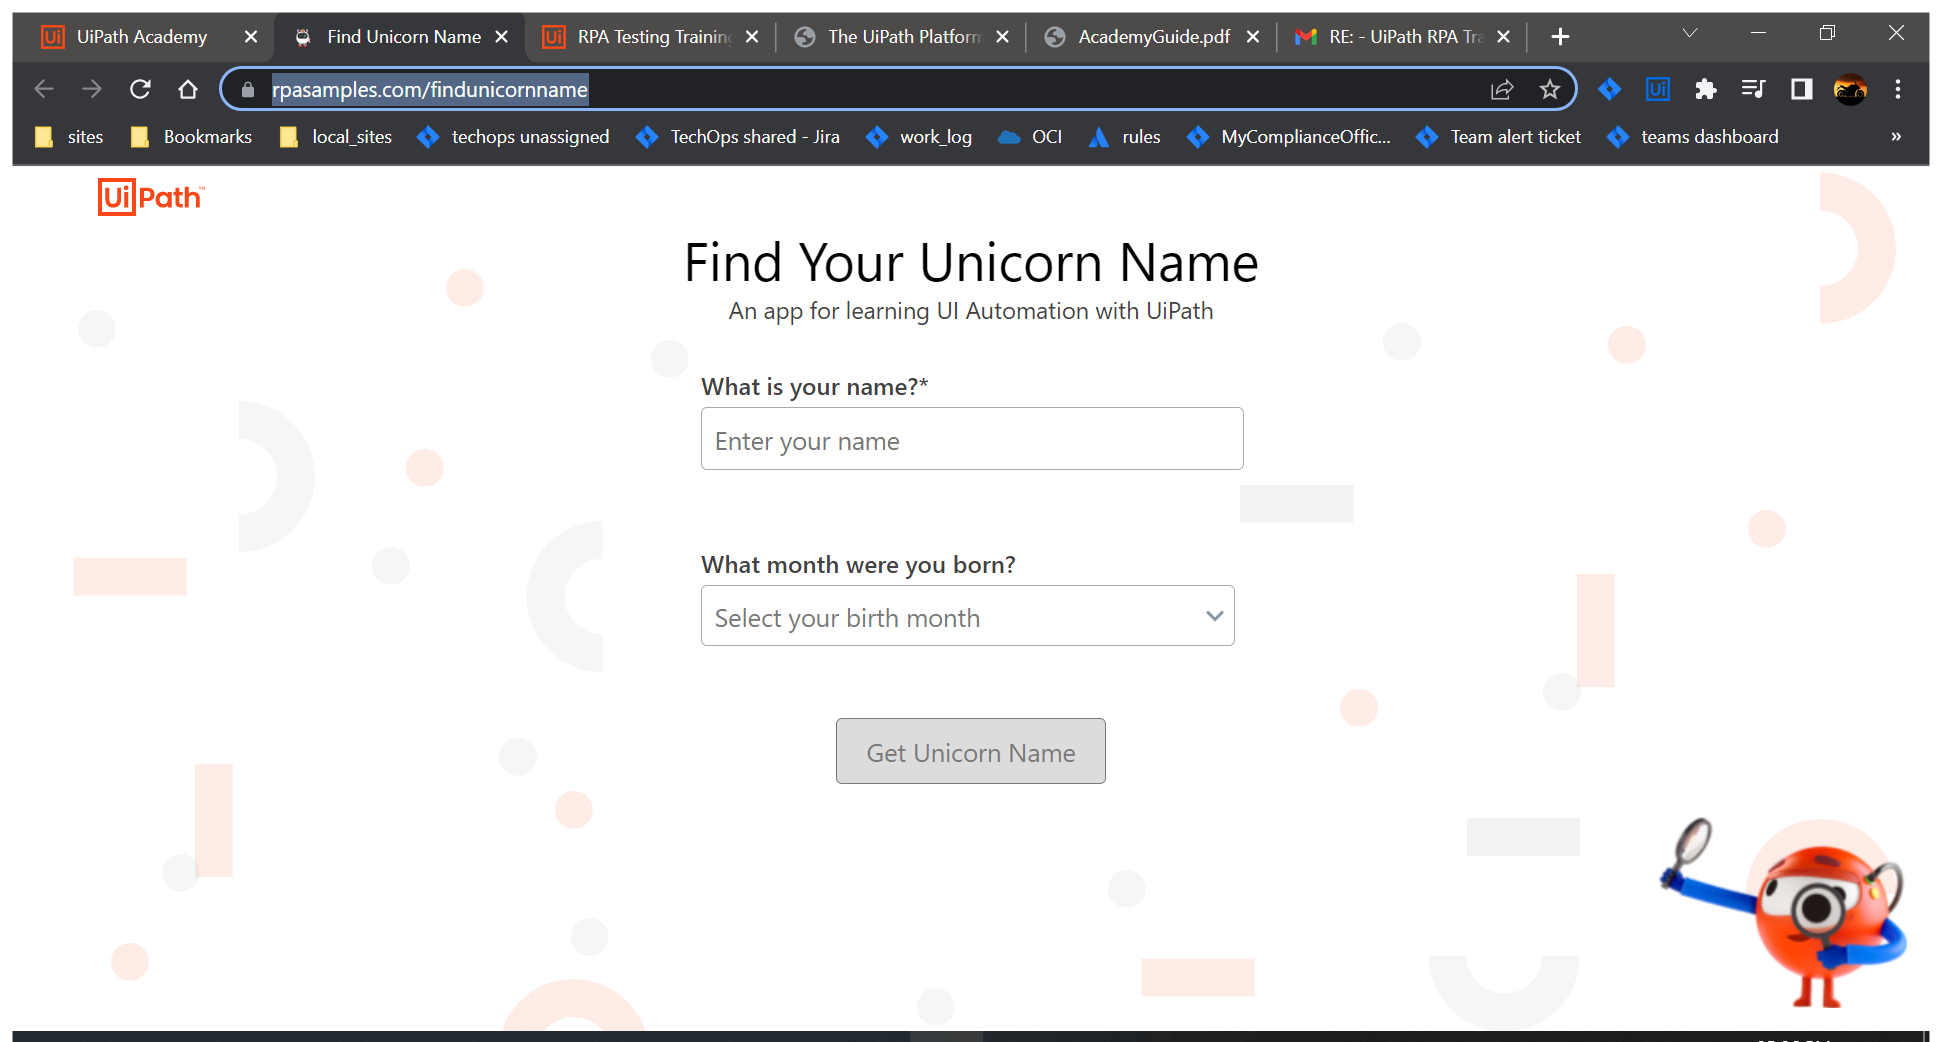 UiPath Academy
Find Unicorn Name
RPA Testing Training
The UiPath Platform
AcademyGuide.pdf
RE: - UiPath RPA Tra
rpasamples.com/findunicornname
Ui
sites
Bookmarks
local_sites
techops unassigned
TechOps shared - Jira
work_log
OCI
rules
MyComplianceOffic...
Team alert ticket
teams dashboard
»
UiPath™
Find Your Unicorn Name
An app for learning UI Automation with UiPath
What is your name?*
Enter your name
What month were you born?
Select your birth month
Get Unicorn Name